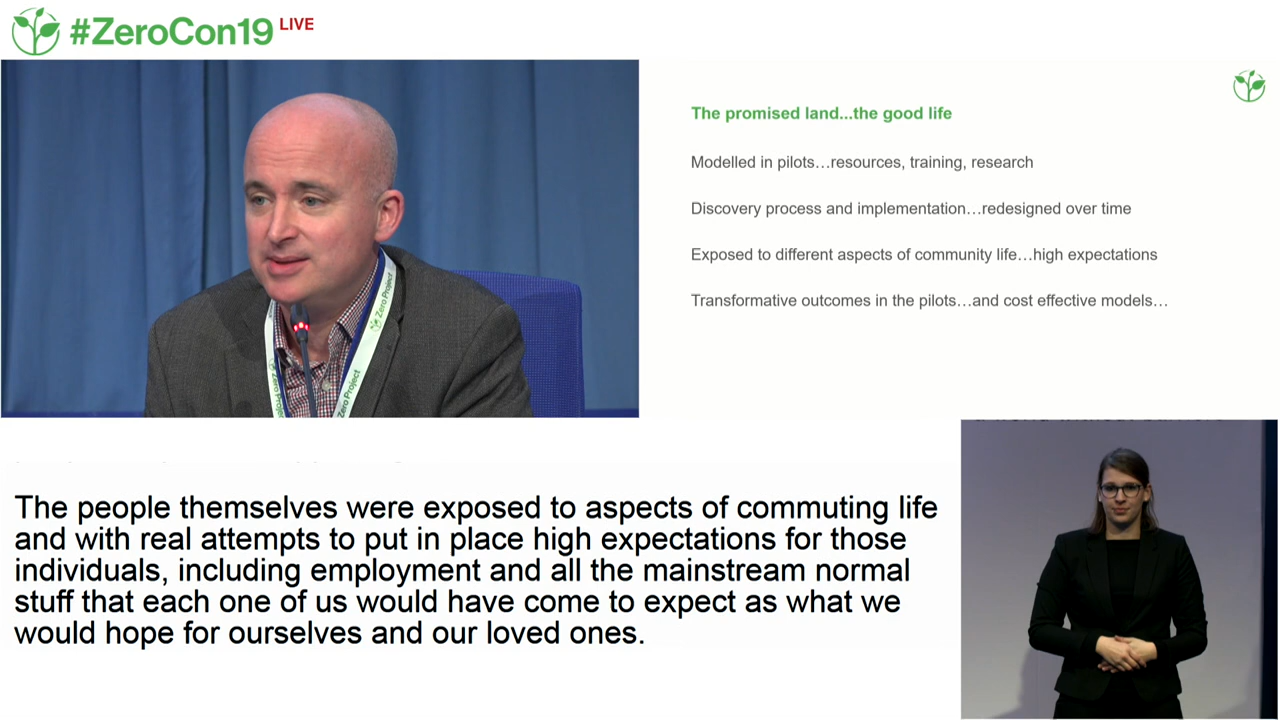 #ZeroCon19 LIVE
The promised land...the good life
Modelled in pilots…resources, training, research
Discovery process and implementation…redesigned over time
Exposed to different aspects of community life…high expectations
Transformative outcomes in the pilots…and cost effective models…
Zero Project
Zero Project
The people themselves were exposed to aspects of commuting life
and with real attempts to put in place high expectations for those
individuals, including employment and all the mainstream normal
stuff that each one of us would have come to expect as what we
would hope for ourselves and our loved ones.